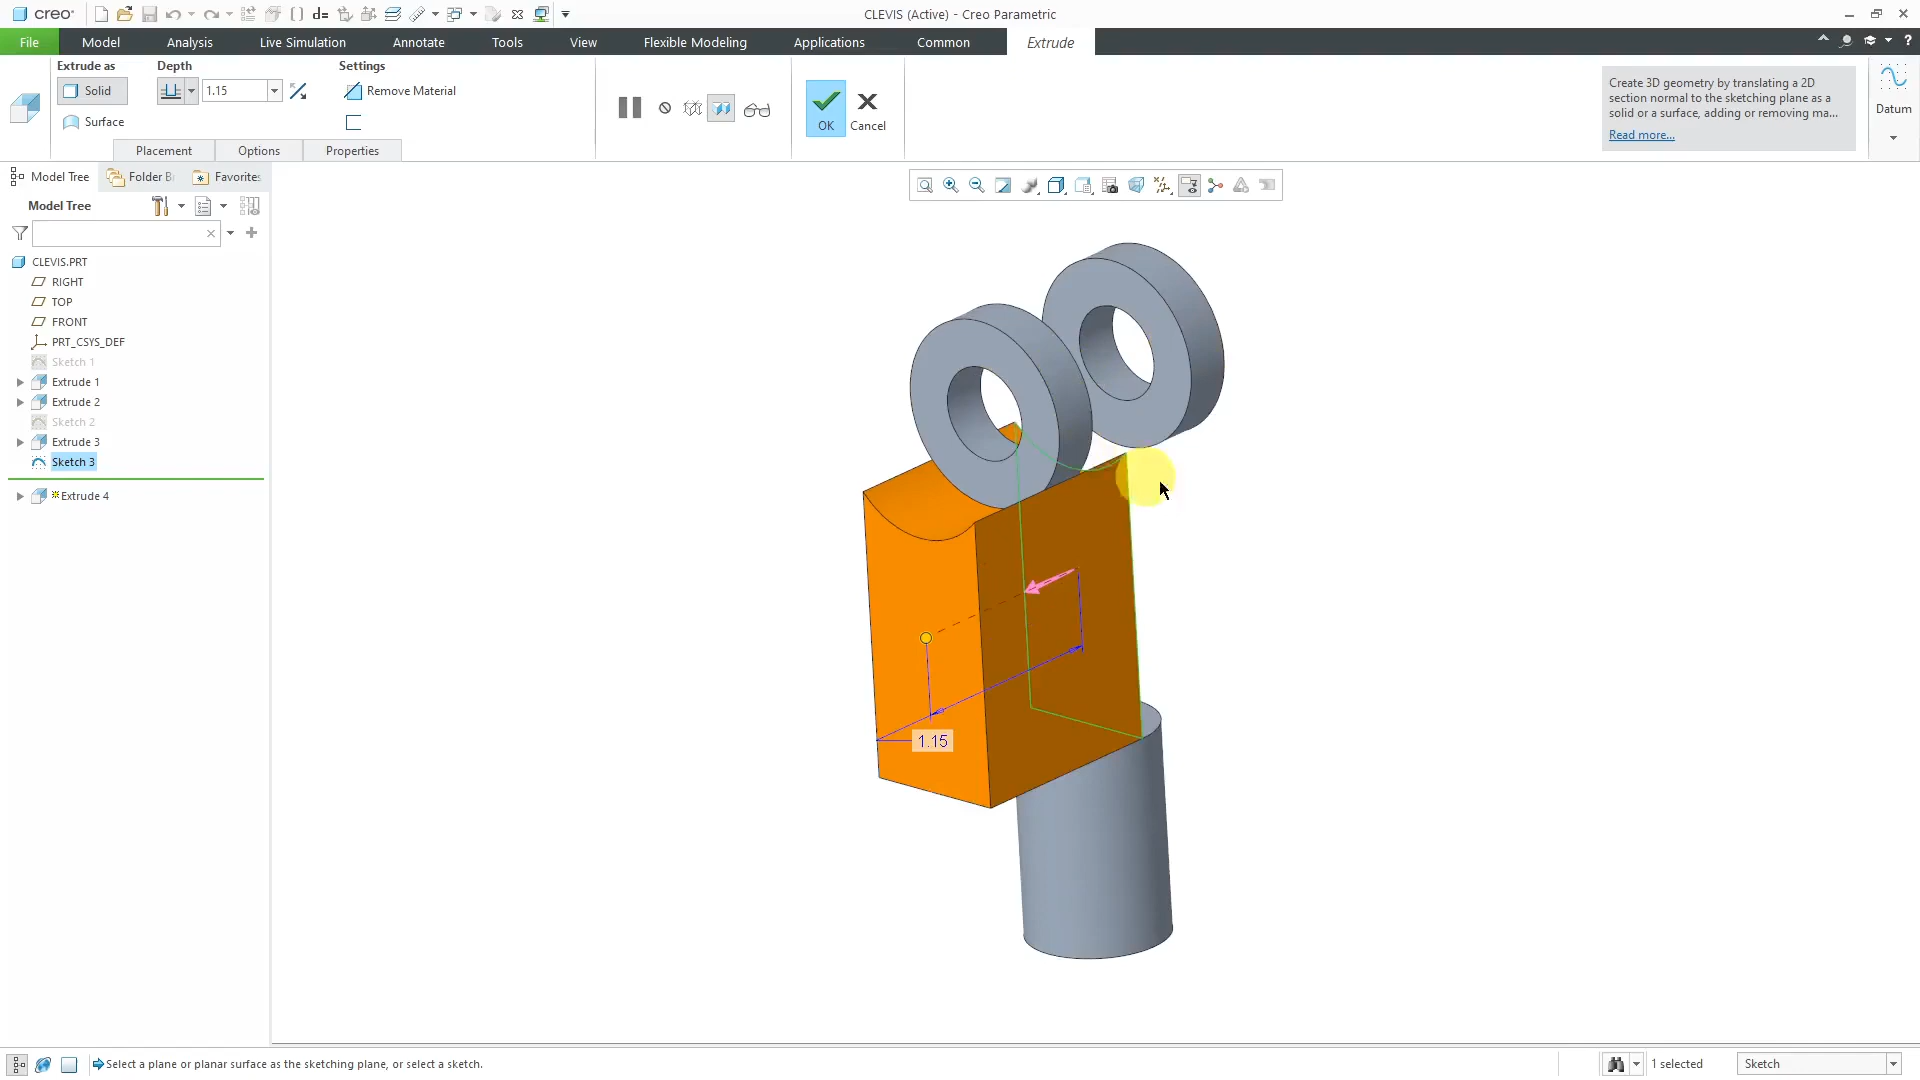 creo
CLEVIS (Active) - Creo Parametric
File Model Analysis Live Simulation Annotate Tools View Flexible Modeling Applications Common Extrude
Extrude as Depth Settings
Solid 1.15 Remove Material
Surface
OK Cancel
Placement Options Properties
Create 3D geometry by translating a 2D
section normal to the sketching plane as a
solid or a surface, adding or removing ma...
Read more...
Datum
Model Tree Folder Br Favorites
Model Tree
CLEVIS.PRT
RIGHT
TOP
FRONT
PRT_CSYS_DEF
Sketch 1
Extrude 1
Extrude 2
Sketch 2
Extrude 3
Sketch 3
Extrude 4
1.15
Select a plane or planar surface as the sketching plane, or select a sketch.
1 selected
Sketch